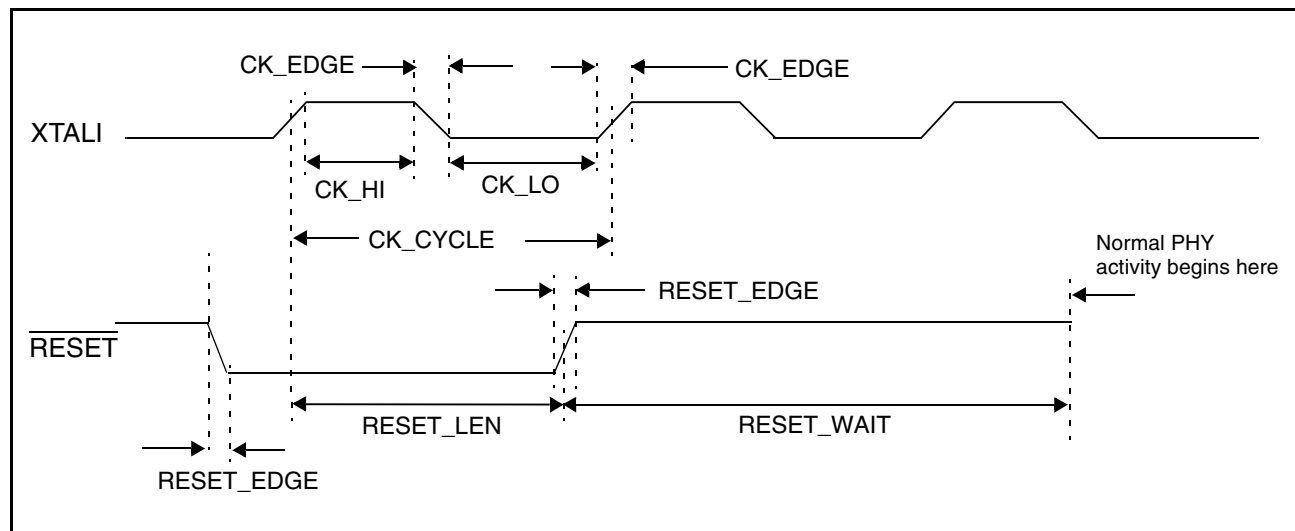 CK_EDGE
CK_EDGE
XTALI
CK_HI
CK_LO
CK_CYCLE
Normal PHY
activity begins here
RESET_EDGE
RESET
RESET_LEN
RESET_WAIT
RESET_EDGE